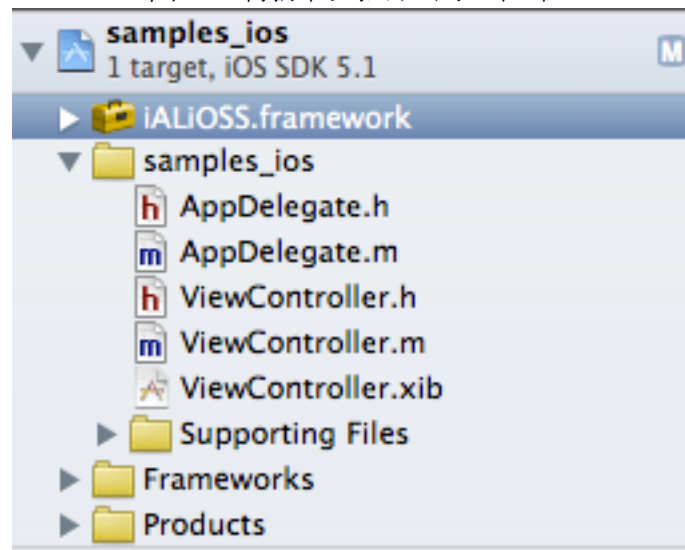 samples_ios
1 target, iOS SDK 5.1
M
iALiOSS.framework
samples_ios
h AppDelegate.h
m AppDelegate.m
h ViewController.h
m ViewController.m
ViewController.xib
Supporting Files
Frameworks
Products